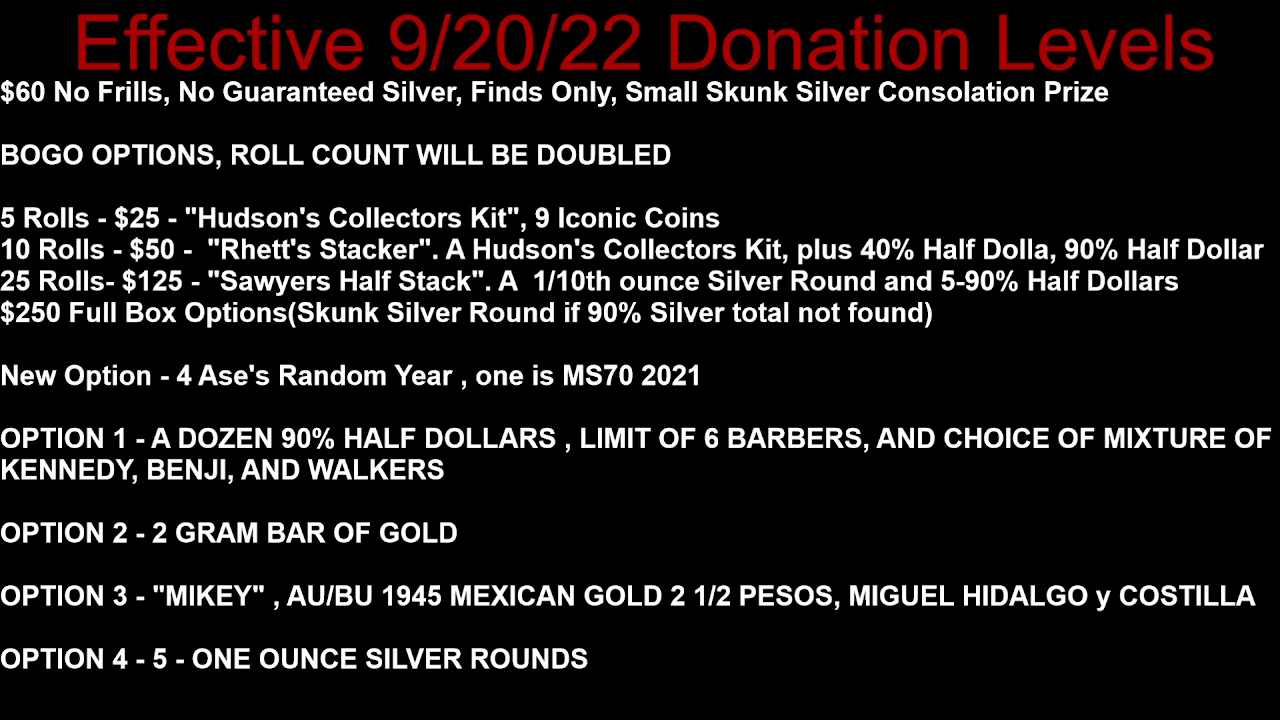 Effective 9/20/22 Donation Levels
$60 No Frills, No Guaranteed Silver, Finds Only, Small Skunk Silver Consolation Prize
BOGO OPTIONS, ROLL COUNT WILL BE DOUBLED
5 Rolls - $25 - "Hudson's Collectors Kit", 9 Iconic Coins
10 Rolls - $50 -  "Rhett's Stacker". A Hudson's Collectors Kit, plus 40% Half Dolla, 90% Half Dollar
25 Rolls- $125 - "Sawyers Half Stack". A  1/10th ounce Silver Round and 5-90% Half Dollars
$250 Full Box Options(Skunk Silver Round if 90% Silver total not found)
New Option - 4 Ase's Random Year , one is MS70 2021
OPTION 1 - A DOZEN 90% HALF DOLLARS , LIMIT OF 6 BARBERS, AND CHOICE OF MIXTURE OF
KENNEDY, BENJI, AND WALKERS
OPTION 2 - 2 GRAM BAR OF GOLD
OPTION 3 - "MIKEY" , AU/BU 1945 MEXICAN GOLD 2 1/2 PESOS, MIGUEL HIDALGO y COSTILLA
OPTION 4 - 5 - ONE OUNCE SILVER ROUNDS